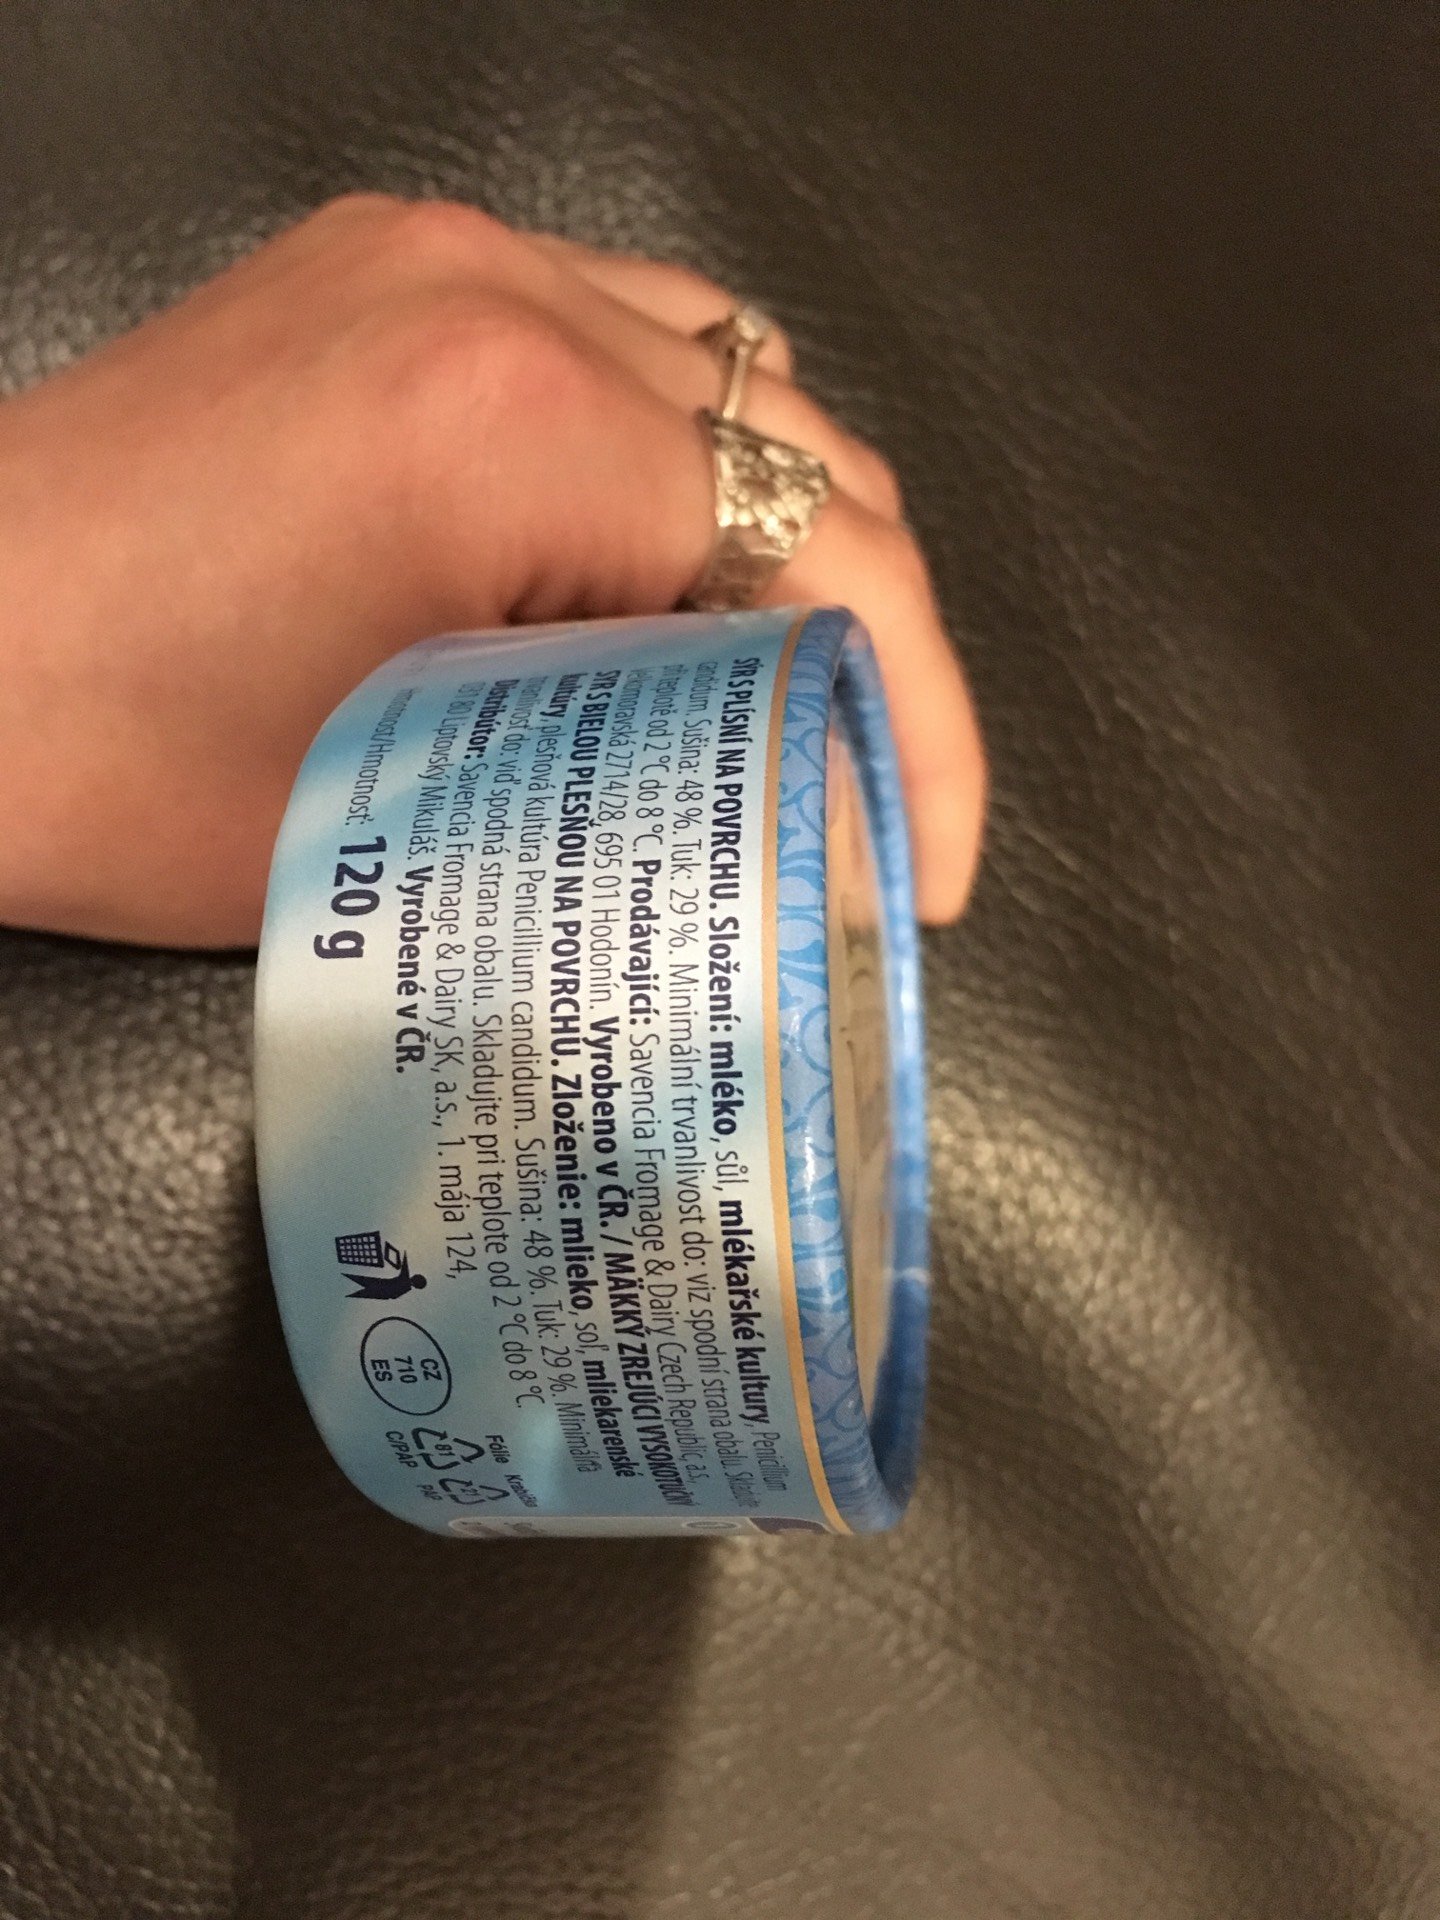 SÝR S PLÍSNÍ NA POVRCHU. Složení: mléko, sůl, mlékařské kultury, Penicillium
candidum. Sušina: 48 %. Tuk: 29 %. Minimální trvanlivost do: viz spodní strana obalu. Skladujte
při teplotě od 2 °C do 8 °C. Prodávající: Savencia Fromage & Dairy Czech Republic, a.s.,
Velkomoravská 2714/28, 695 01 Hodonín. Vyrobeno v ČR. / MÄKKÝ ZREJÚCI VYSOKOTUČNÝ
SYR S BIELOU PLESŇOU NA POVRCHU. Zloženie: mlieko, soľ, mliekarenské
kultúry, plesňová kultúra Penicillium candidum. Sušina: 48 %. Tuk: 29 %. Minimálna
trvanlivosť do: viď spodná strana obalu. Skladujte pri teplote od 2 °C do 8 °C.
Distribútor: Savencia Fromage & Dairy SK, a.s., 1. mája 124,
031 80 Liptovský Mikuláš. Vyrobené v ČR.
Hmotnost/Hmotnosť: 120 g
CZ
710
ES
Fólie Krabička
81 21
C/PAP PAP